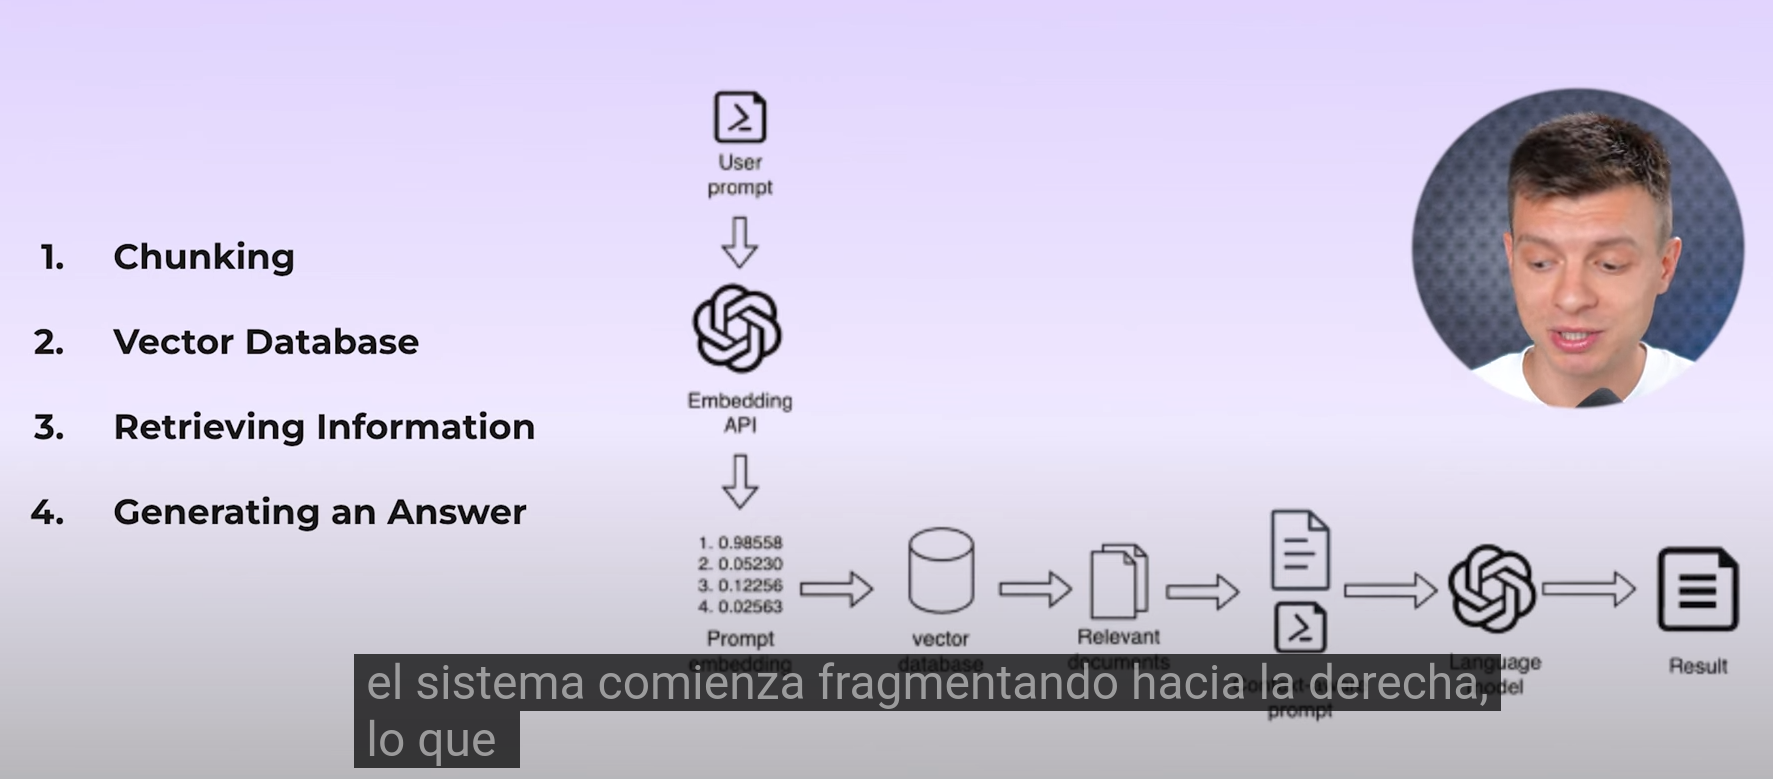 1. Chunking
2. Vector Database
3. Retrieving Information
4. Generating an Answer
User
prompt
Embedding
API
1. 0.98558
2. 0.05230
3. 0.12256
4. 0.02563
Prompt
embedding
vector
database
Relevant
documents
prompt
Language
model
Result
el sistema comienza fragmentando hacia la derecha,
lo que